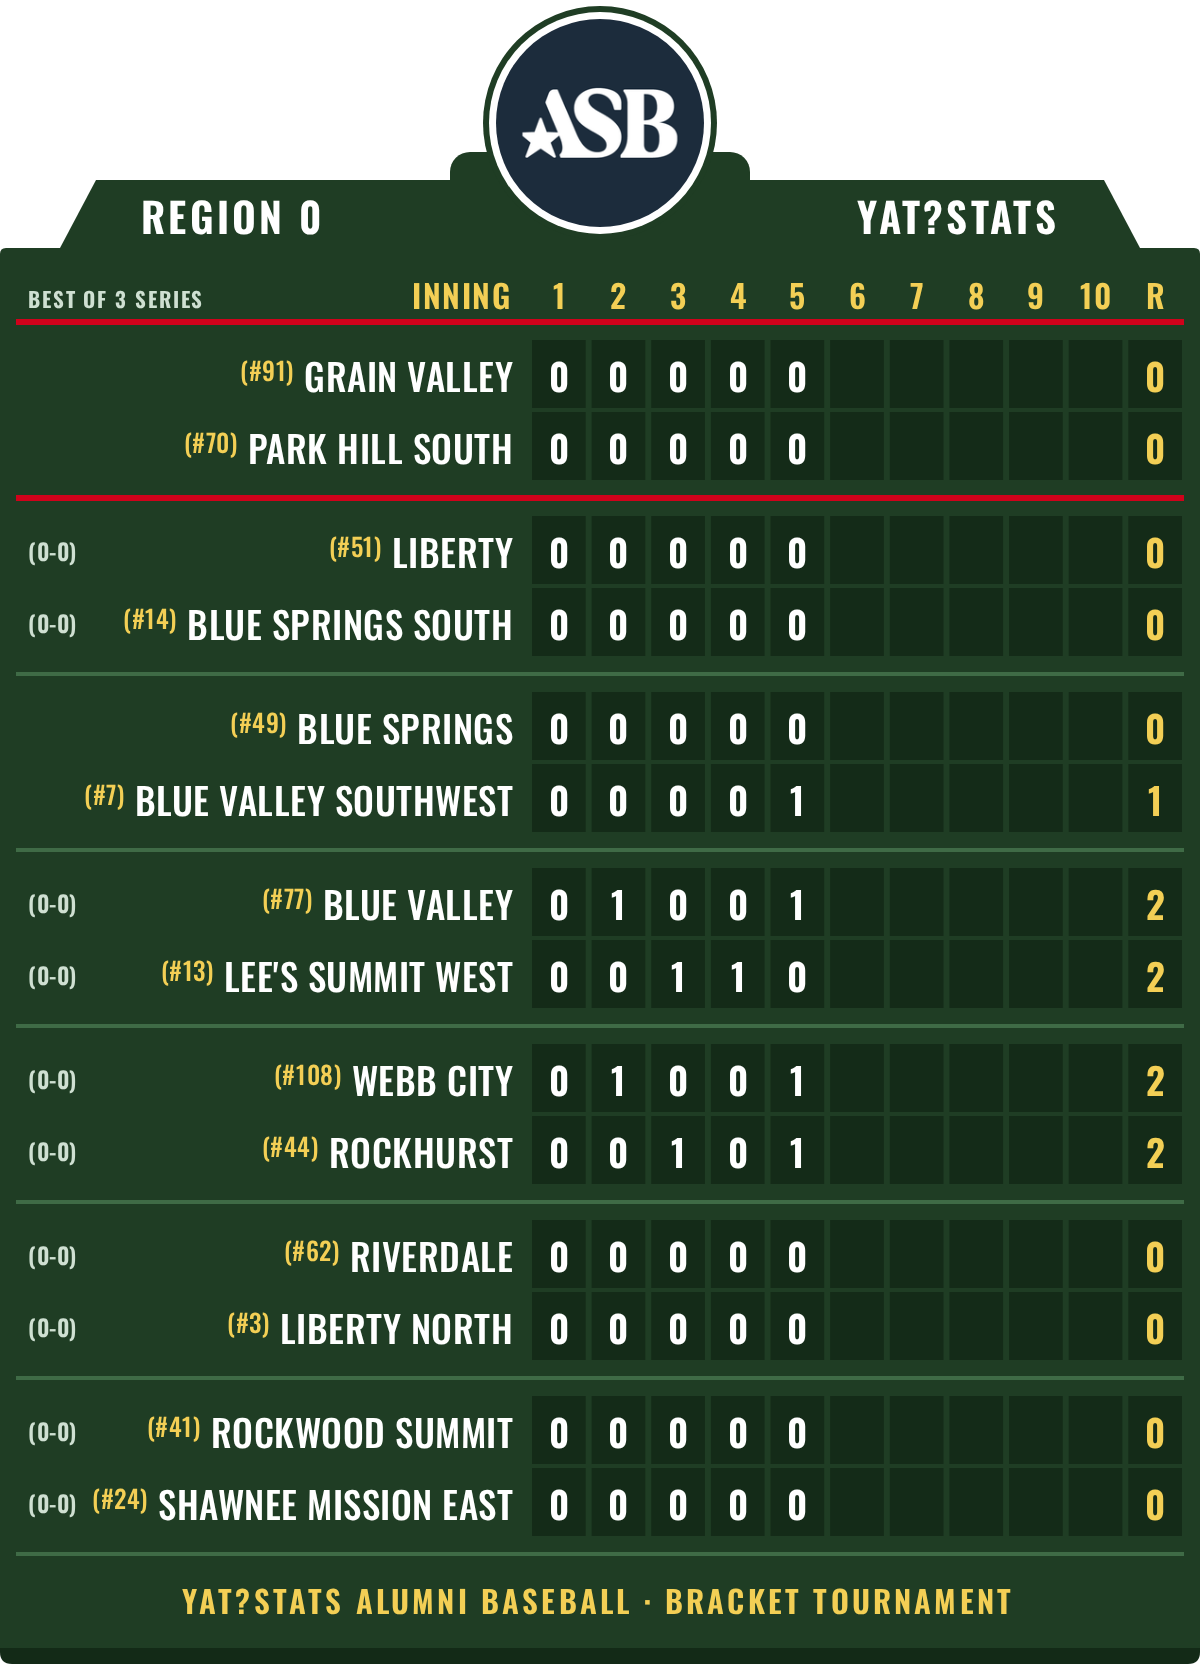 ASB
REGION 0 YAT?STATS
BEST OF 3 SERIES INNING 1 2 3 4 5 6 7 8 9 10 R
(#91) GRAIN VALLEY 0 0 0 0 0 0
(#70) PARK HILL SOUTH 0 0 0 0 0 0
(0-0) (#51) LIBERTY 0 0 0 0 0 0
(0-0) (#14) BLUE SPRINGS SOUTH 0 0 0 0 0 0
(#49) BLUE SPRINGS 0 0 0 0 0 0
(#7) BLUE VALLEY SOUTHWEST 0 0 0 0 1 1
(0-0) (#77) BLUE VALLEY 0 1 0 0 1 2
(0-0) (#13) LEE'S SUMMIT WEST 0 0 1 1 0 2
(0-0) (#108) WEBB CITY 0 1 0 0 1 2
(0-0) (#44) ROCKHURST 0 0 1 0 1 2
(0-0) (#62) RIVERDALE 0 0 0 0 0 0
(0-0) (#3) LIBERTY NORTH 0 0 0 0 0 0
(0-0) (#41) ROCKWOOD SUMMIT 0 0 0 0 0 0
(0-0) (#24) SHAWNEE MISSION EAST 0 0 0 0 0 0
YAT?STATS ALUMNI BASEBALL · BRACKET TOURNAMENT